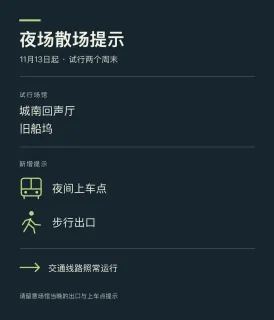 夜场散场提示
11月13日起 · 试行两个周末
试行场馆
城南回声厅
旧船坞
新增提示
夜间上车点
步行出口
交通线路照常运行
请留意场馆当晚的出口与上车点提示